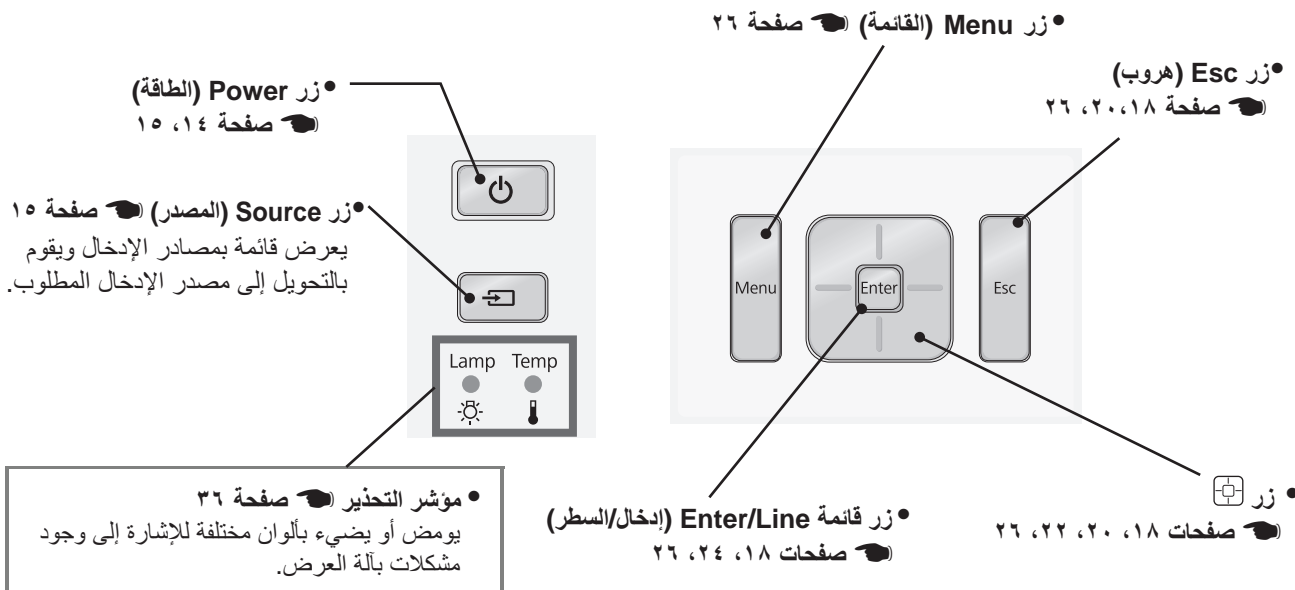 •زر Menu (القائمة) ☚ صفحة ٢٦
•زر Esc (هروب)
☚ صفحة ١٨،٢٠، ٢٦
•زر Power (الطاقة)
☚ صفحة ١٤، ١٥
•زر Source (المصدر) ☚ صفحة ١٥
يعرض قائمة بمصادر الإدخال ويقوم
بالتحويل إلى مصدر الإدخال المطلوب.
Lamp Temp
Menu
Enter
Esc
•مؤشر التحذير ☚ صفحة ٣٦
يومض أو يضيء بألوان مختلفة للإشارة إلى وجود
مشكلات بآلة العرض.
•زر قائمة Enter/Line (إدخال/السطر)
☚ صفحات ١٨، ٢٤، ٢٦
•زر
☚ صفحات ١٨، ٢٠، ٢٢، ٢٦